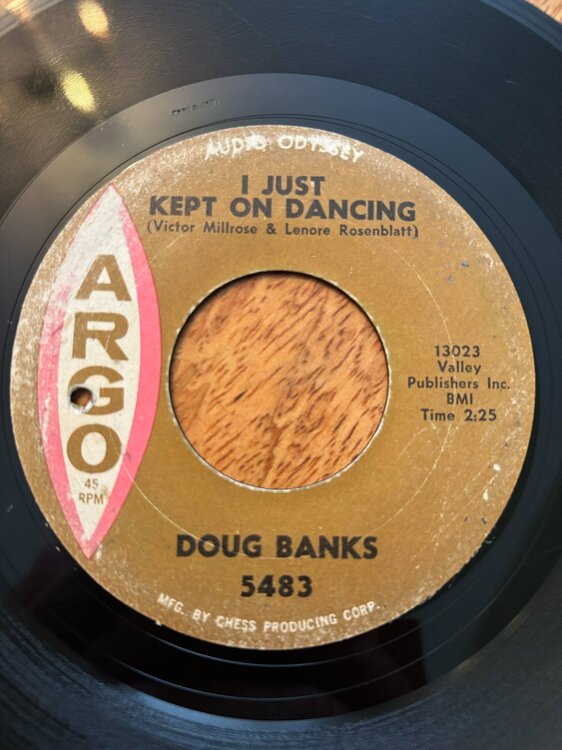 AUDIO ODYSSEY
I JUST
KEPT ON DANCING
(Victor Millrose & Lenore Rosenblatt)
ARGO
45
RPM
13023
Valley
Publishers Inc.
BMI
Time 2:25
DOUG BANKS
5483
MFG. BY CHESS PRODUCING CORP.